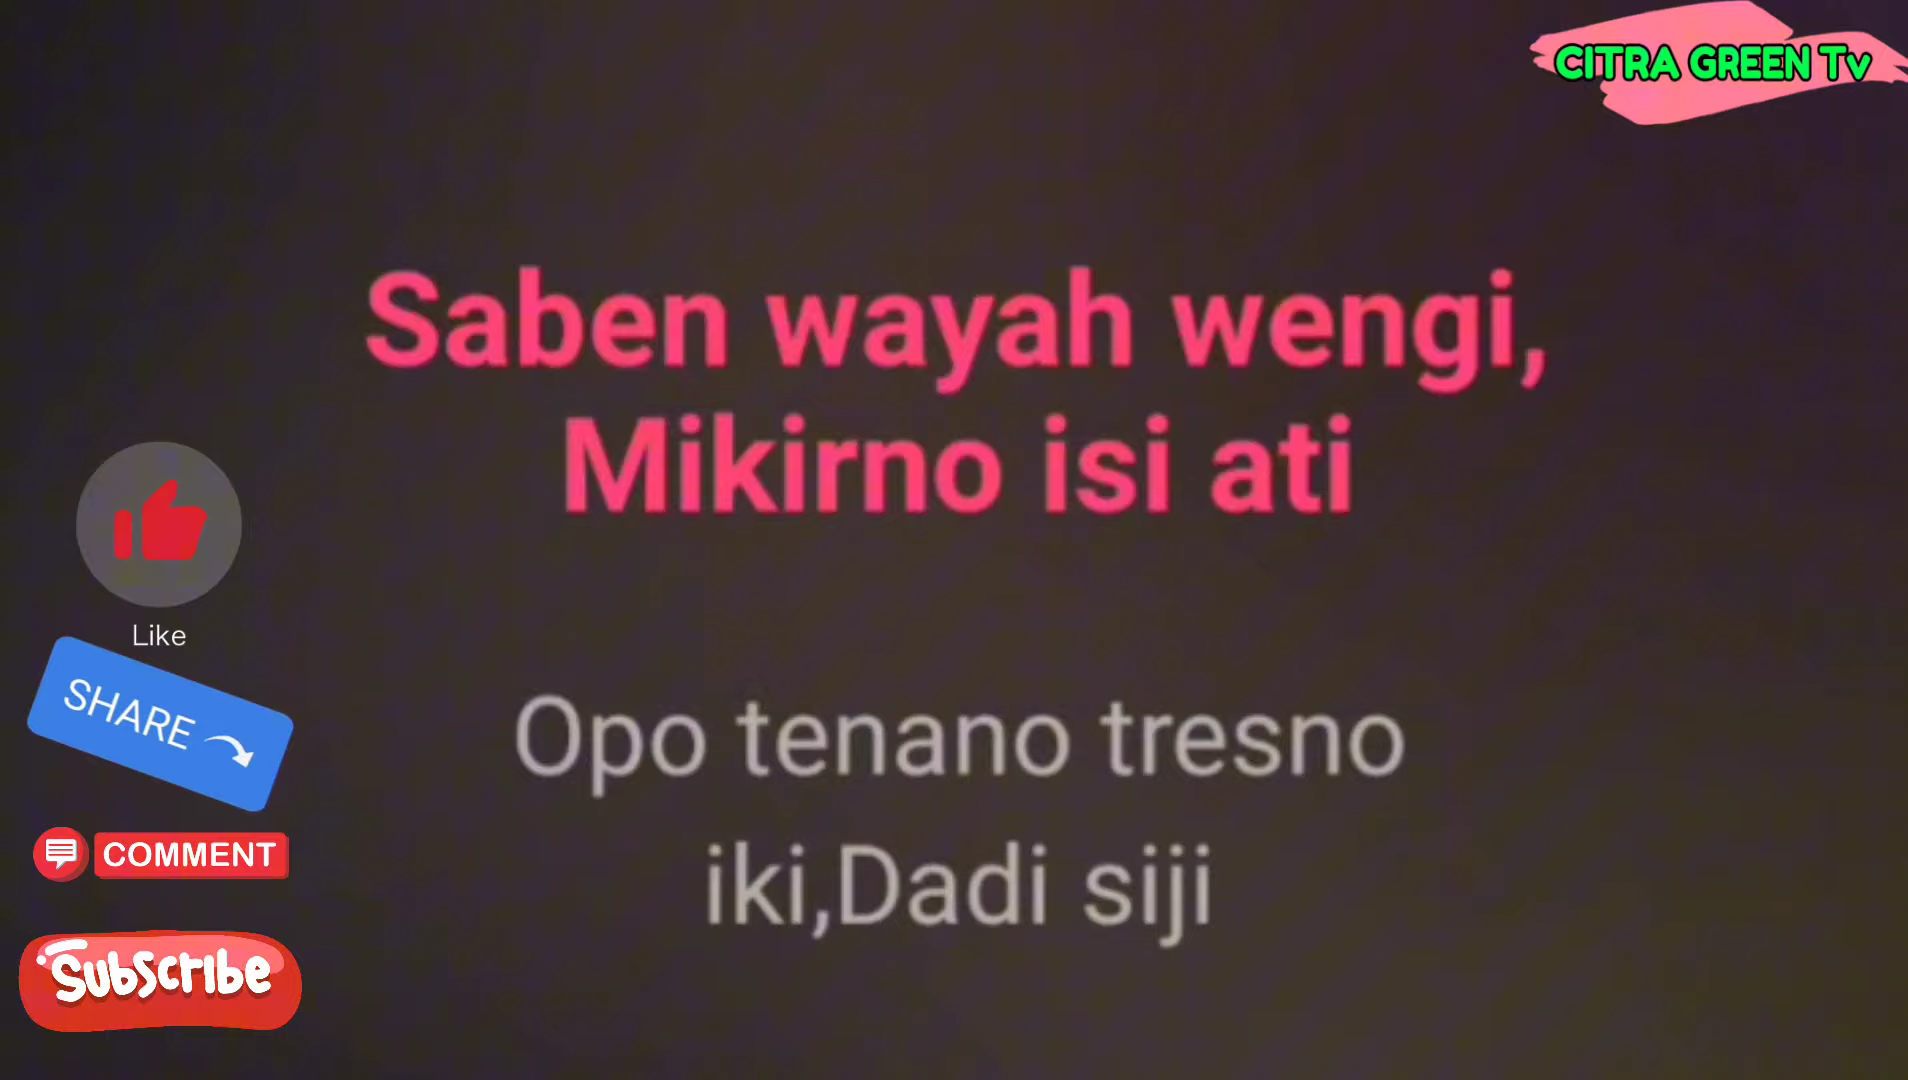 CITRA GREEN Tv
Saben wayah wengi,
Mikirno isi ati
Like
SHARE
Opo tenano tresno
iki,Dadi siji
COMMENT
Subscribe